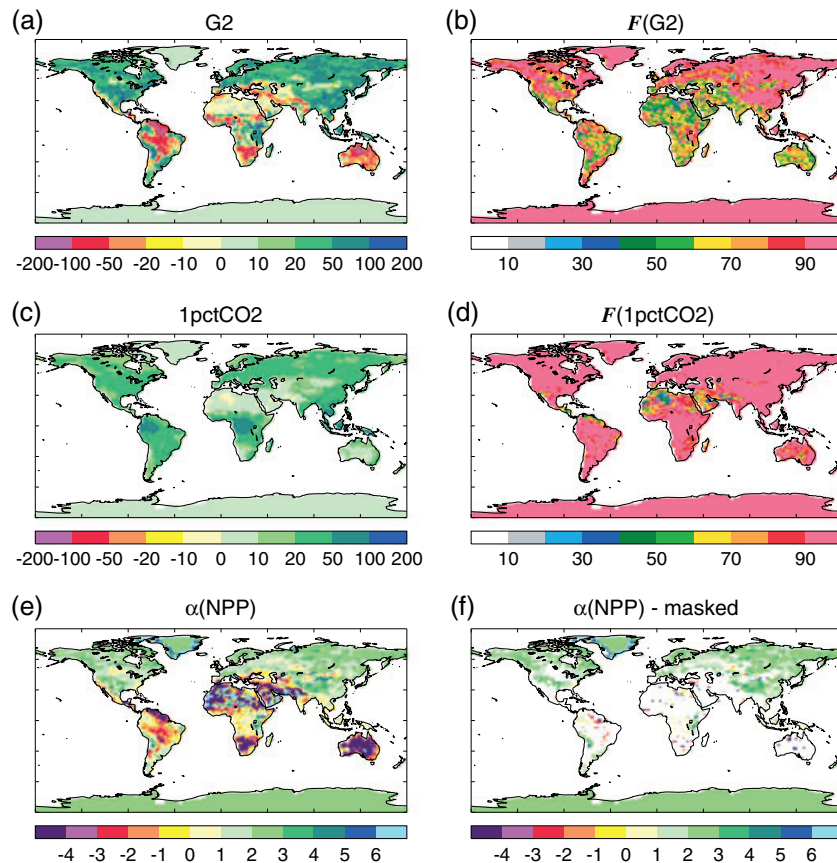 (a) G2
(b) F(G2)
-200-100 -50 -20 -10 0 10 20 50 100 200
10 30 50 70 90
(c) 1pctCO2
(d) F(1pctCO2)
-200-100 -50 -20 -10 0 10 20 50 100 200
10 30 50 70 90
(e) α(NPP)
(f) α(NPP) - masked
-4 -3 -2 -1 0 1 2 3 4 5 6
-4 -3 -2 -1 0 1 2 3 4 5 6